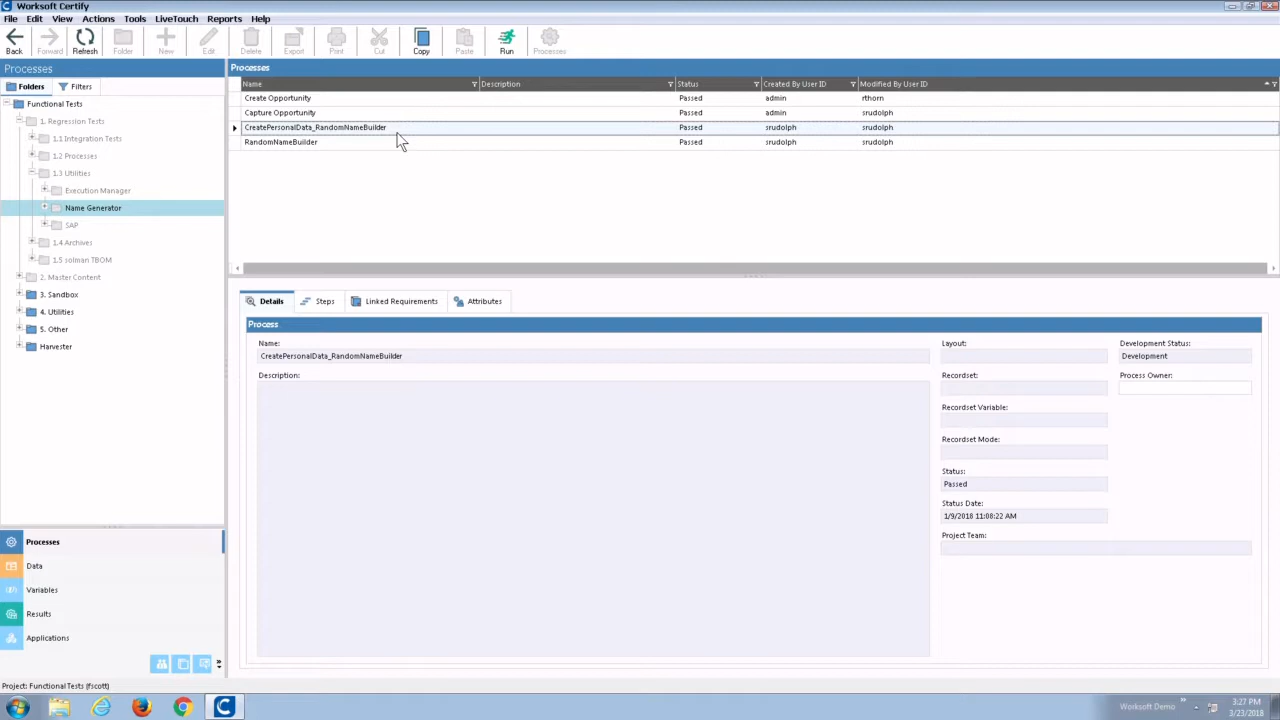 Worksoft Certify
File Edit View Actions Tools LiveTouch Reports Help
Back Forward Refresh Folder New Edit Delete Export Print Cut Copy Paste Run Processes
Processes
Folders Filters
Functional Tests
1. Regression Tests
1.1 Integration Tests
1.2 Processes
1.3 Utilities
Execution Manager
Name Generator
SAP
1.4 Archives
1.5 solman TBOM
2. Master Content
3. Sandbox
4. Utilities
5. Other
Harvester
Processes
Data
Variables
Results
Applications
Processes
Name Description Status Created By User ID Modified By User ID
Create Opportunity Passed admin rthorn
Capture Opportunity Passed admin srudolph
CreatePersonalData_RandomNameBuilder Passed srudolph srudolph
RandomNameBuilder Passed srudolph srudolph
Details Steps Linked Requirements Attributes
Process
Name: Layout: Development Status:
CreatePersonalData_RandomNameBuilder Development
Description: Recordset: Process Owner:
Recordset Variable:
Recordset Mode:
Status:
Passed
Status Date:
1/9/2018 11:08:22 AM
Project Team:
Project: Functional Tests (fscott)
Worksoft Demo
3:27 PM
3/23/2018